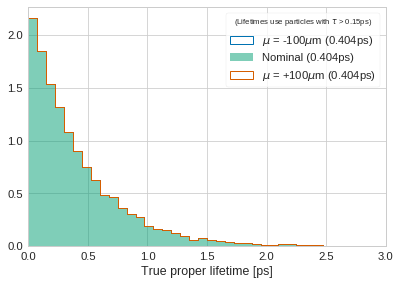 (Lifetimes use particles with T > 0.15ps)
μ = -100μm (0.404ps)
Nominal (0.404ps)
μ = +100μm (0.404ps)
2.0
1.5
1.0
0.5
0.0
0.0 0.5 1.0 1.5 2.0 2.5 3.0
True proper lifetime [ps]